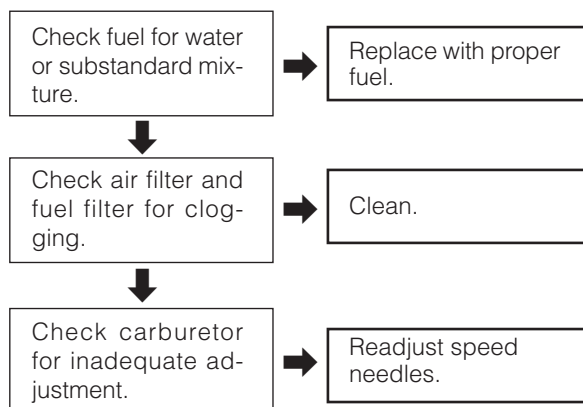 Check fuel for water
or substandard mix-
ture.
Replace with proper
fuel.
Check air filter and
fuel filter for clog-
ging.
Clean.
Check carburetor
for inadequate ad-
justment.
Readjust speed
needles.